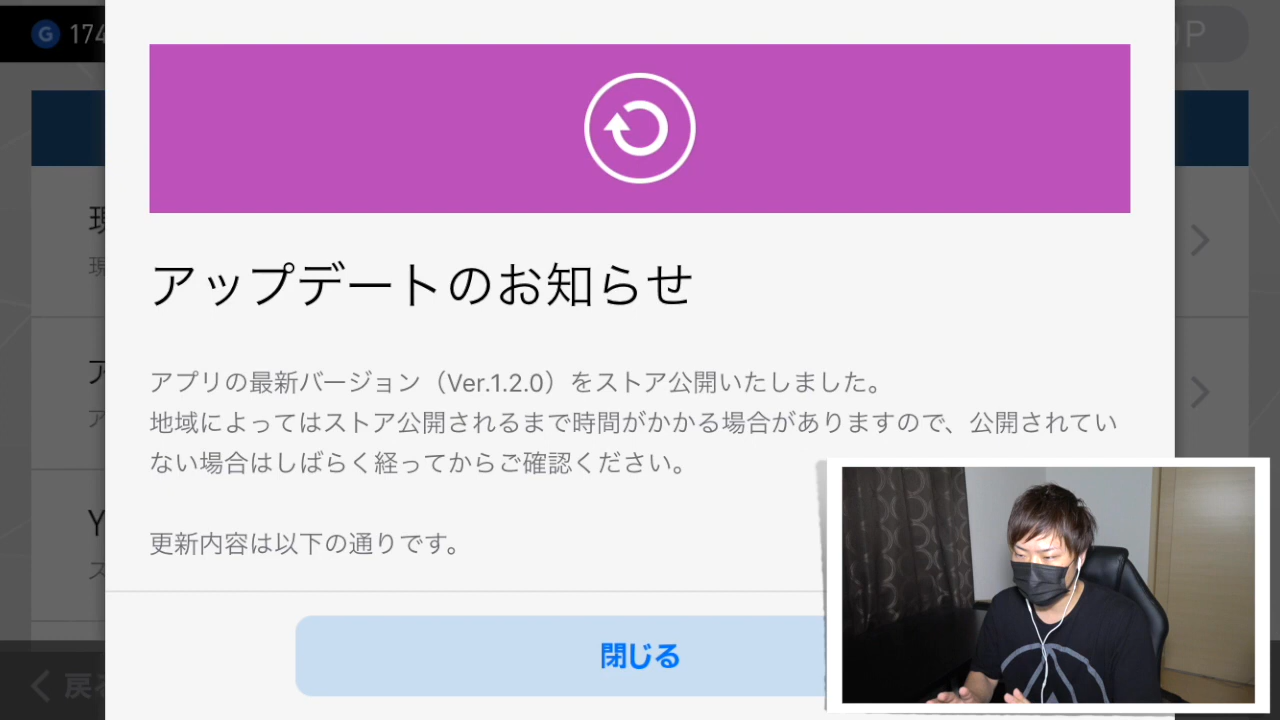 G 174
アップデートのお知らせ
アプリの最新バージョン（Ver.1.2.0）をストア公開いたしました。
地域によってはストア公開されるまで時間がかかる場合がありますので、公開されてい
ない場合はしばらく経ってからご確認ください。
更新内容は以下の通りです。
閉じる